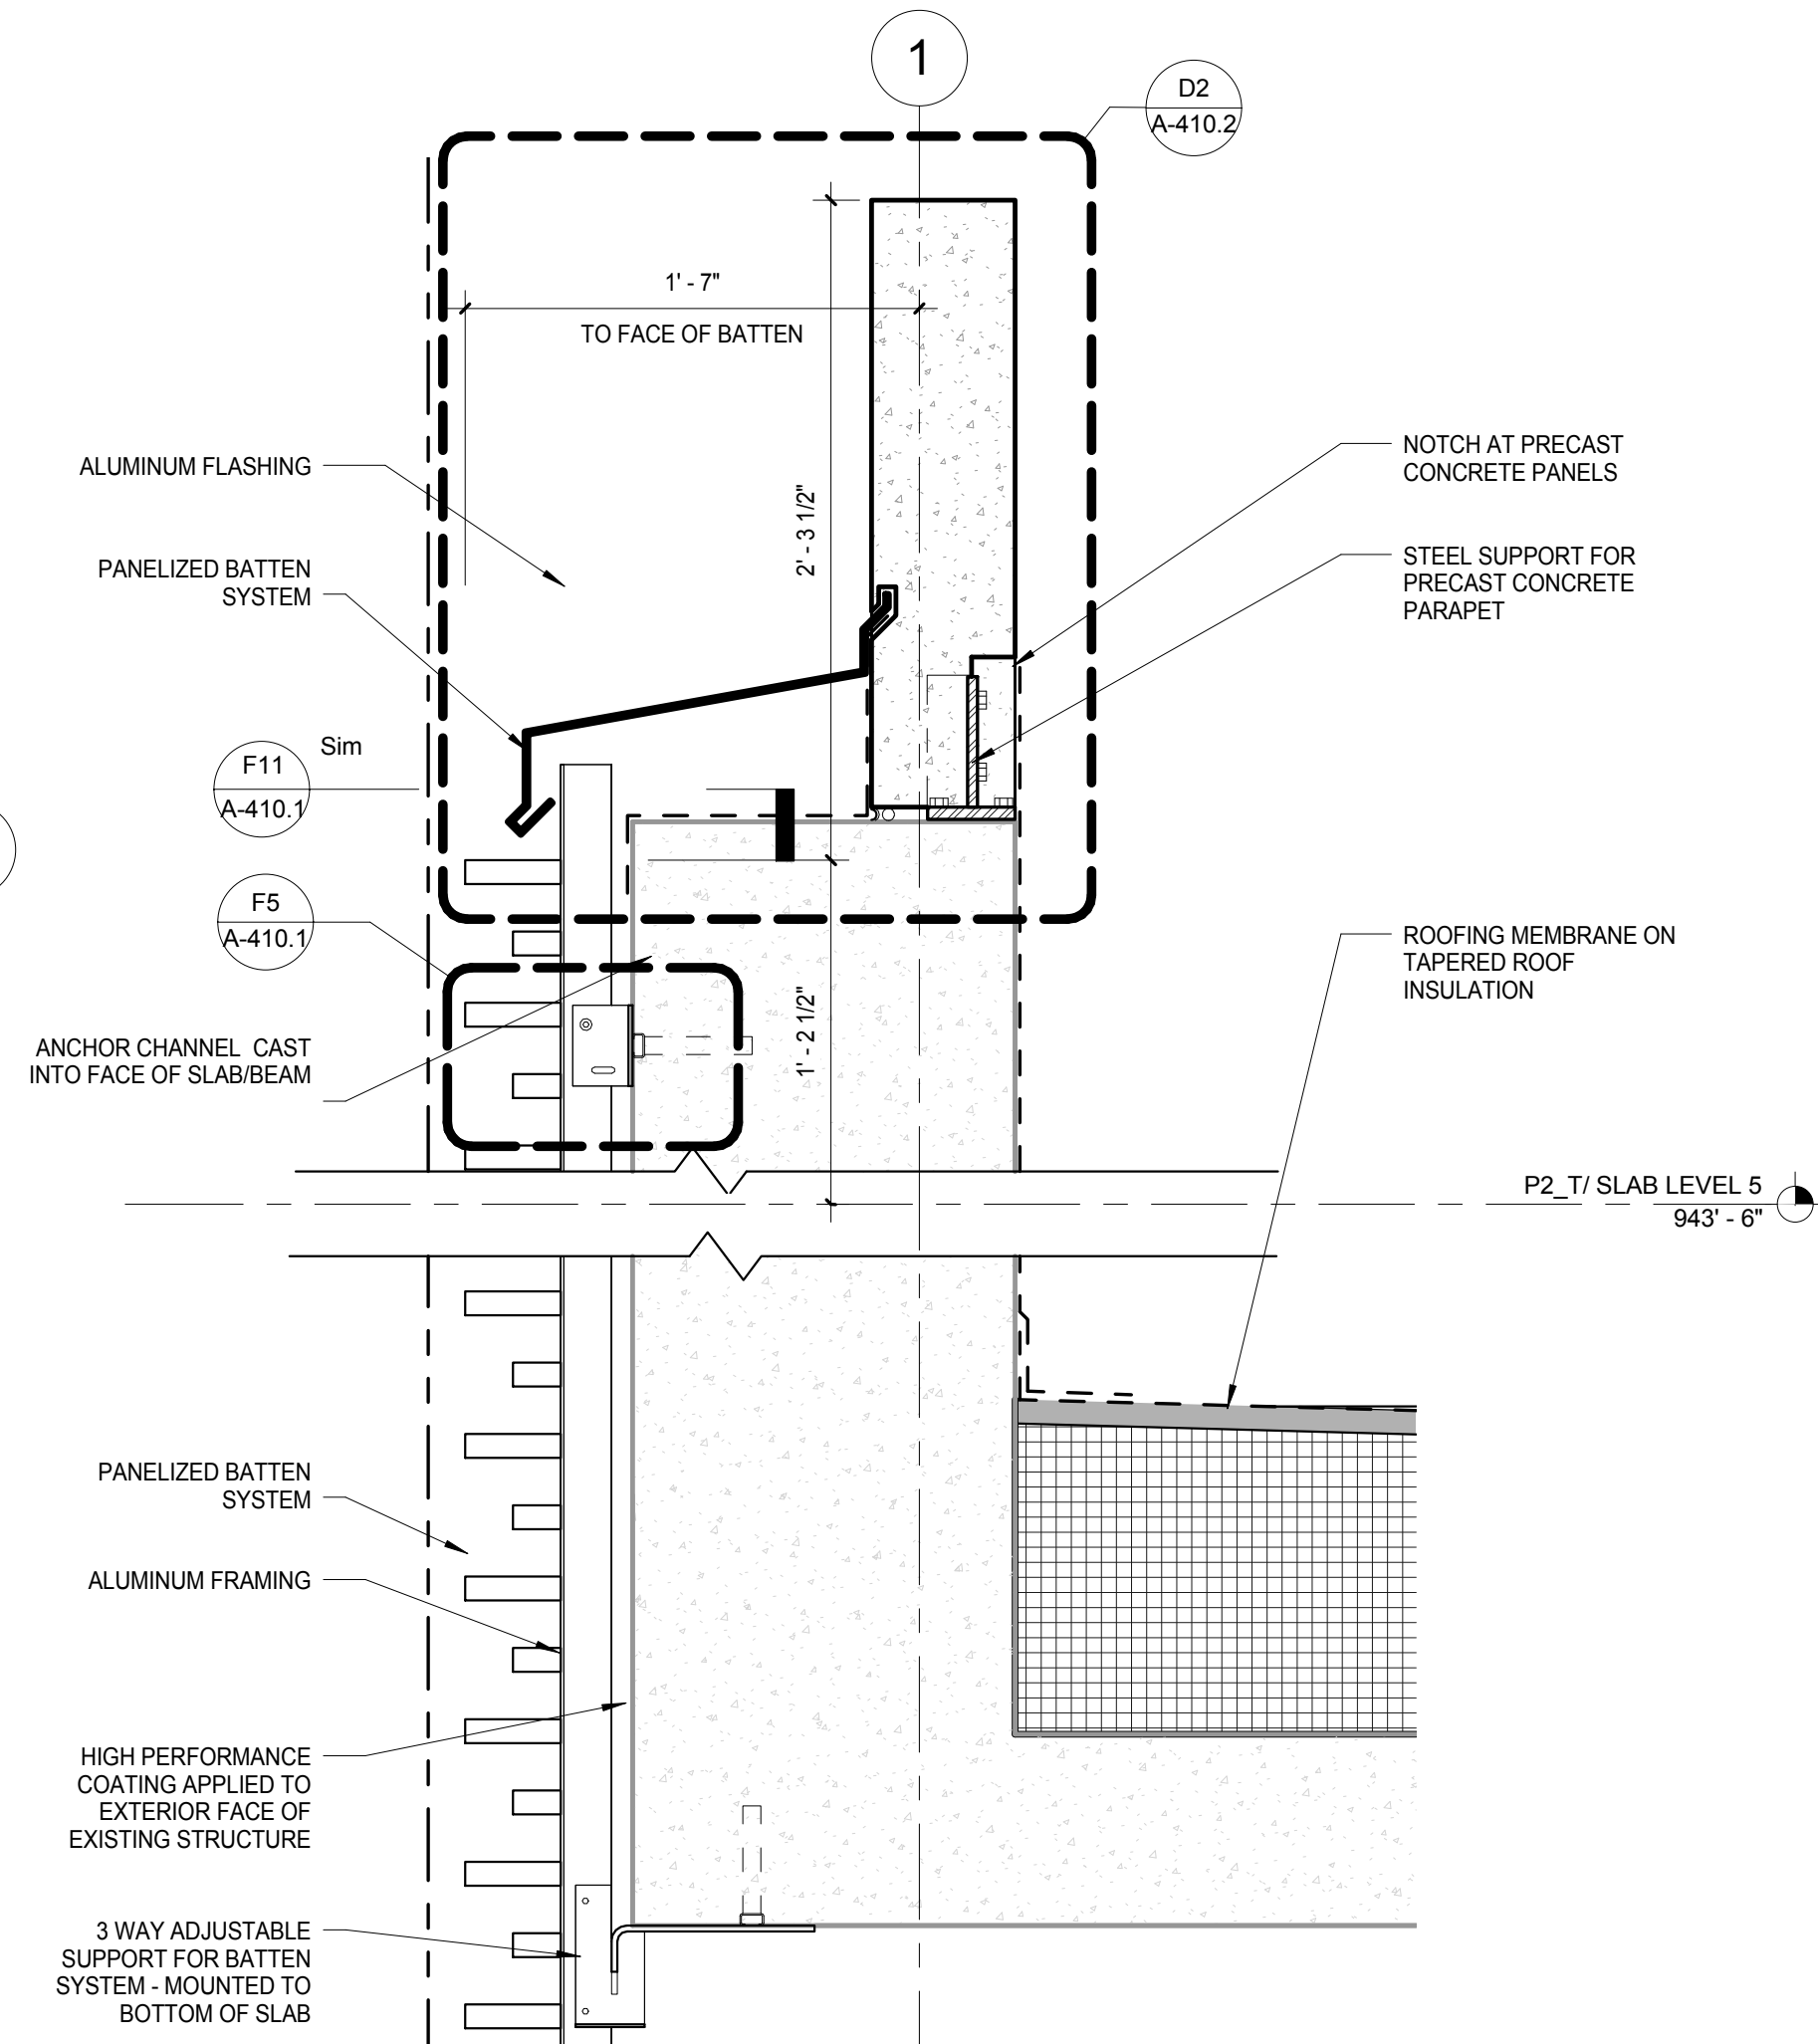 1
D2
A-410.2
1' - 7"
TO FACE OF BATTEN
ALUMINUM FLASHING
NOTCH AT PRECAST
CONCRETE PANELS
2' - 3 1/2"
PANELIZED BATTEN
SYSTEM
STEEL SUPPORT FOR
PRECAST CONCRETE
PARAPET
Sim
F11
A-410.1
F5
A-410.1
ROOFING MEMBRANE ON
TAPERED ROOF
INSULATION
ANCHOR CHANNEL  CAST
INTO FACE OF SLAB/BEAM
1' - 2 1/2"
P2_T/ SLAB LEVEL 5
943' - 6"
PANELIZED BATTEN
SYSTEM
ALUMINUM FRAMING
HIGH PERFORMANCE
COATING APPLIED TO
EXTERIOR FACE OF
EXISTING STRUCTURE
3 WAY ADJUSTABLE
SUPPORT FOR BATTEN
SYSTEM - MOUNTED TO
BOTTOM OF SLAB